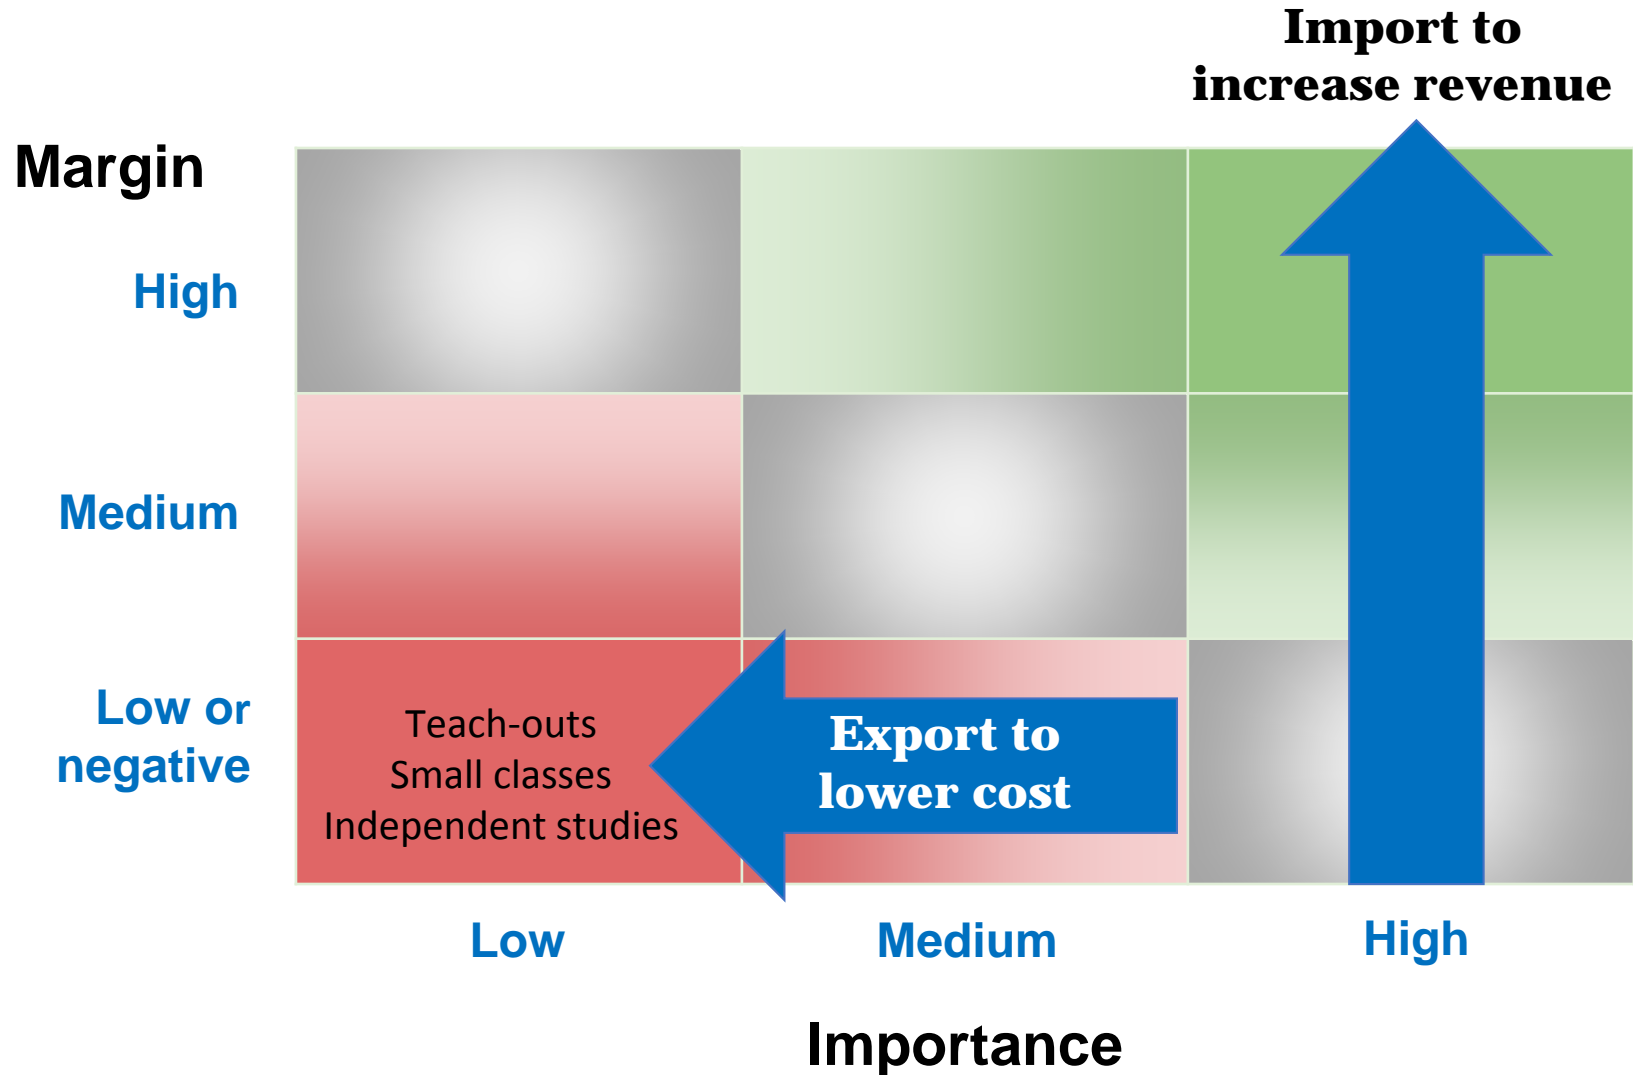 Import to
increase revenue
Margin
High
Medium
Low or
negative
Teach-outs
Small classes
Independent studies
Export to
lower cost
Low
Medium
High
Importance